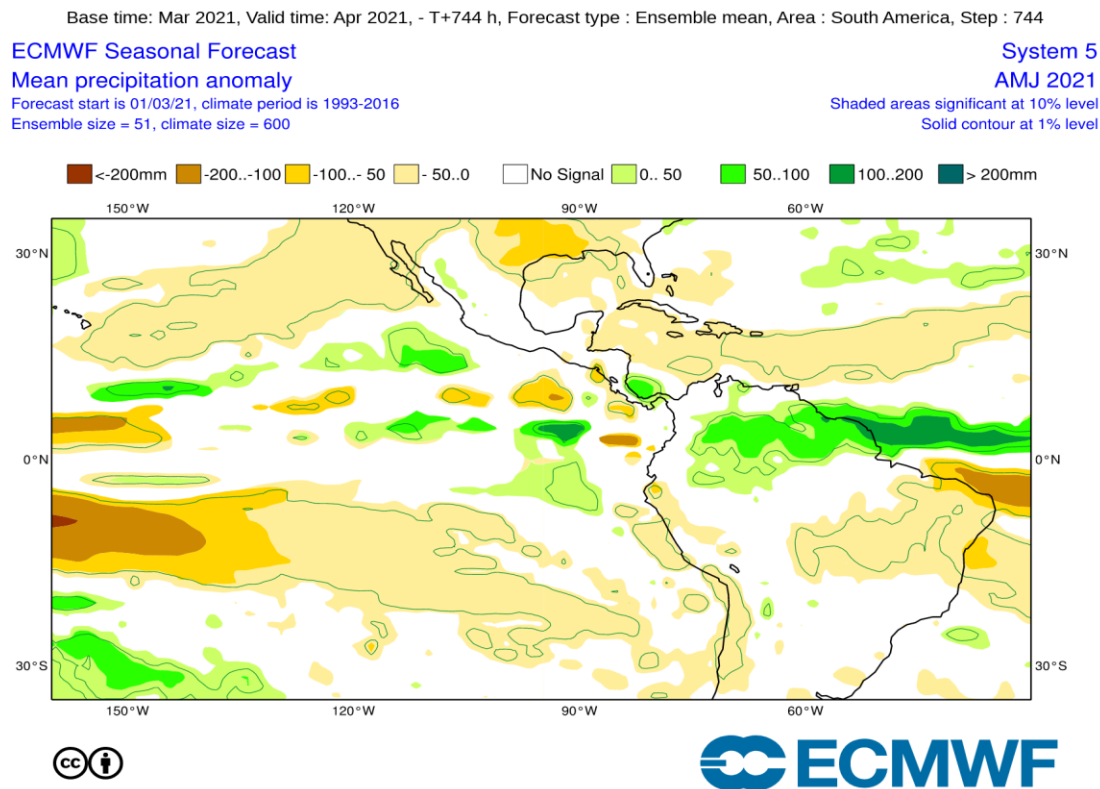 Base time: Mar 2021, Valid time: Apr 2021, - T+744 h, Forecast type : Ensemble mean, Area : South America, Step : 744
ECMWF Seasonal Forecast
System 5
Mean precipitation anomaly
AMJ 2021
Forecast start is 01/03/21, climate period is 1993-2016
Shaded areas significant at 10% level
Ensemble size = 51, climate size = 600
Solid contour at 1% level
<-200mm -200..-100 -100..- 50 - 50..0 No Signal 0.. 50 50..100 100..200 > 200mm
150°W 120°W 90°W 60°W
30°N 30°N
0°N 0°N
30°S 30°S
150°W 120°W 90°W 60°W
cc ECMWF